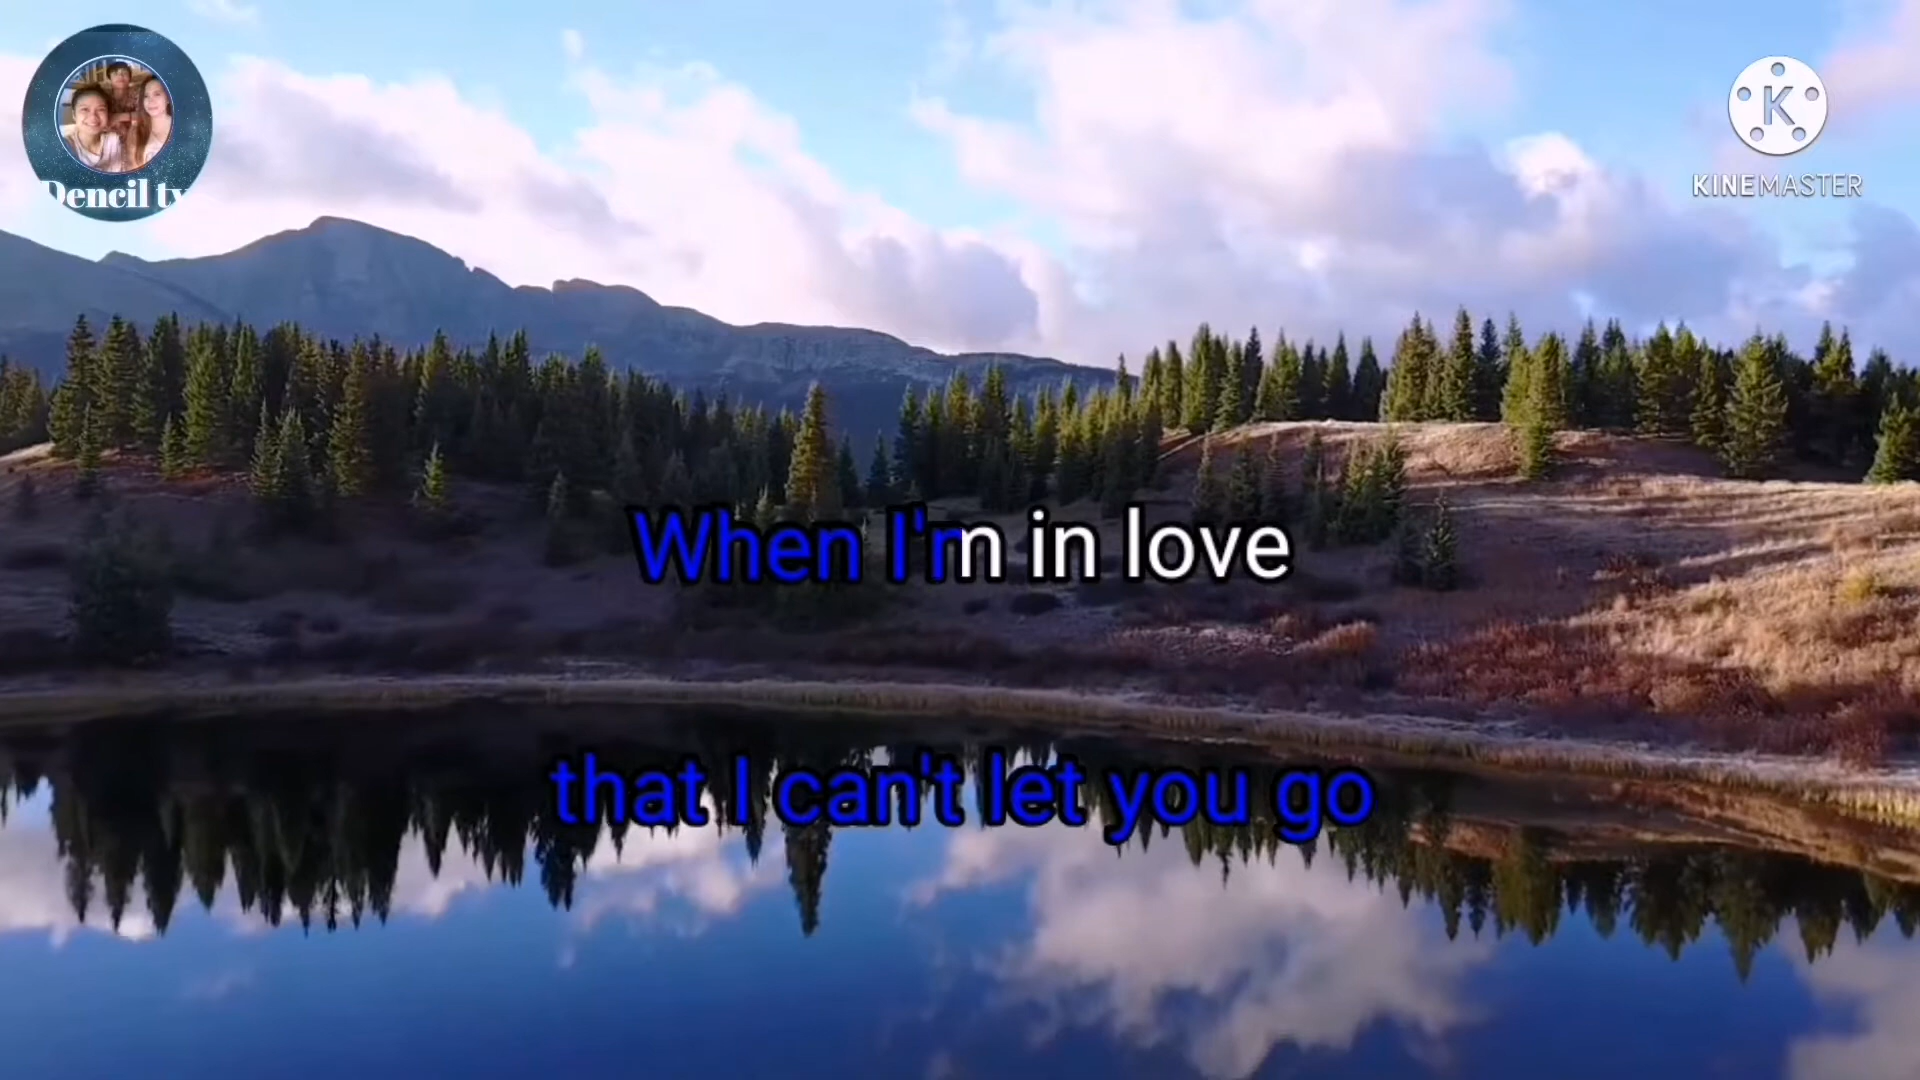 Dencil tv
K
KINEMASTER
When I'm in love
that I can't let you go